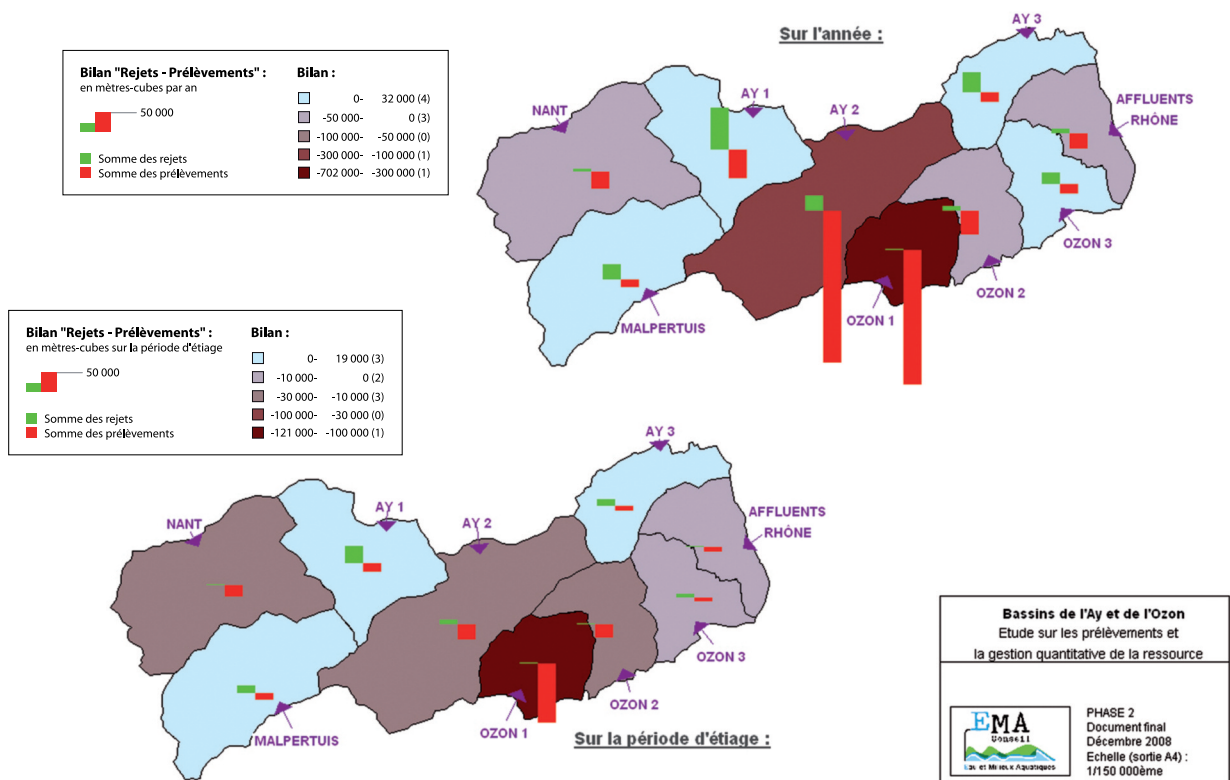 Sur l'année :
Bilan "Rejets - Prélèvements" :
en mètres-cubes par an
50 000
Somme des rejets
Somme des prélèvements
Bilan :
0- 32 000 (4)
-50 000- 0 (3)
-100 000- -50 000 (0)
-300 000- -100 000 (1)
-702 000- -300 000 (1)
NANT
AY 1
AY 2
AY 3
AFFLUENTS
RHÔNE
OZON 3
OZON 2
OZON 1
MALPERTUIS
Bilan "Rejets - Prélèvements" :
en mètres-cubes sur la période d'étiage
50 000
Somme des rejets
Somme des prélèvements
Bilan :
0- 19 000 (3)
-10 000- 0 (2)
-30 000- -10 000 (3)
-100 000- -30 000 (0)
-121 000- -100 000 (1)
NANT
AY 1
AY 2
AY 3
AFFLUENTS
RHÔNE
OZON 3
OZON 2
OZON 1
MALPERTUIS
Sur la période d'étiage :
Bassins de l'Ay et de l'Ozon
Etude sur les prélèvements et
la gestion quantitative de la ressource
EMA
Conseil
Eau et Milieux Aquatiques
PHASE 2
Document final
Décembre 2008
Echelle (sortie A4) :
1/150 000ème